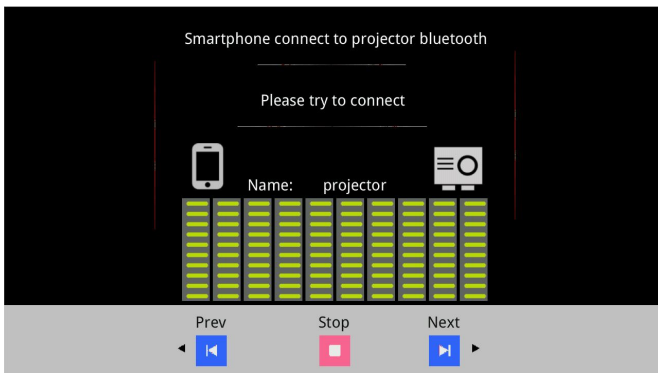 Smartphone connect to projector bluetooth
Please try to connect
Name: projector
Prev Stop Next